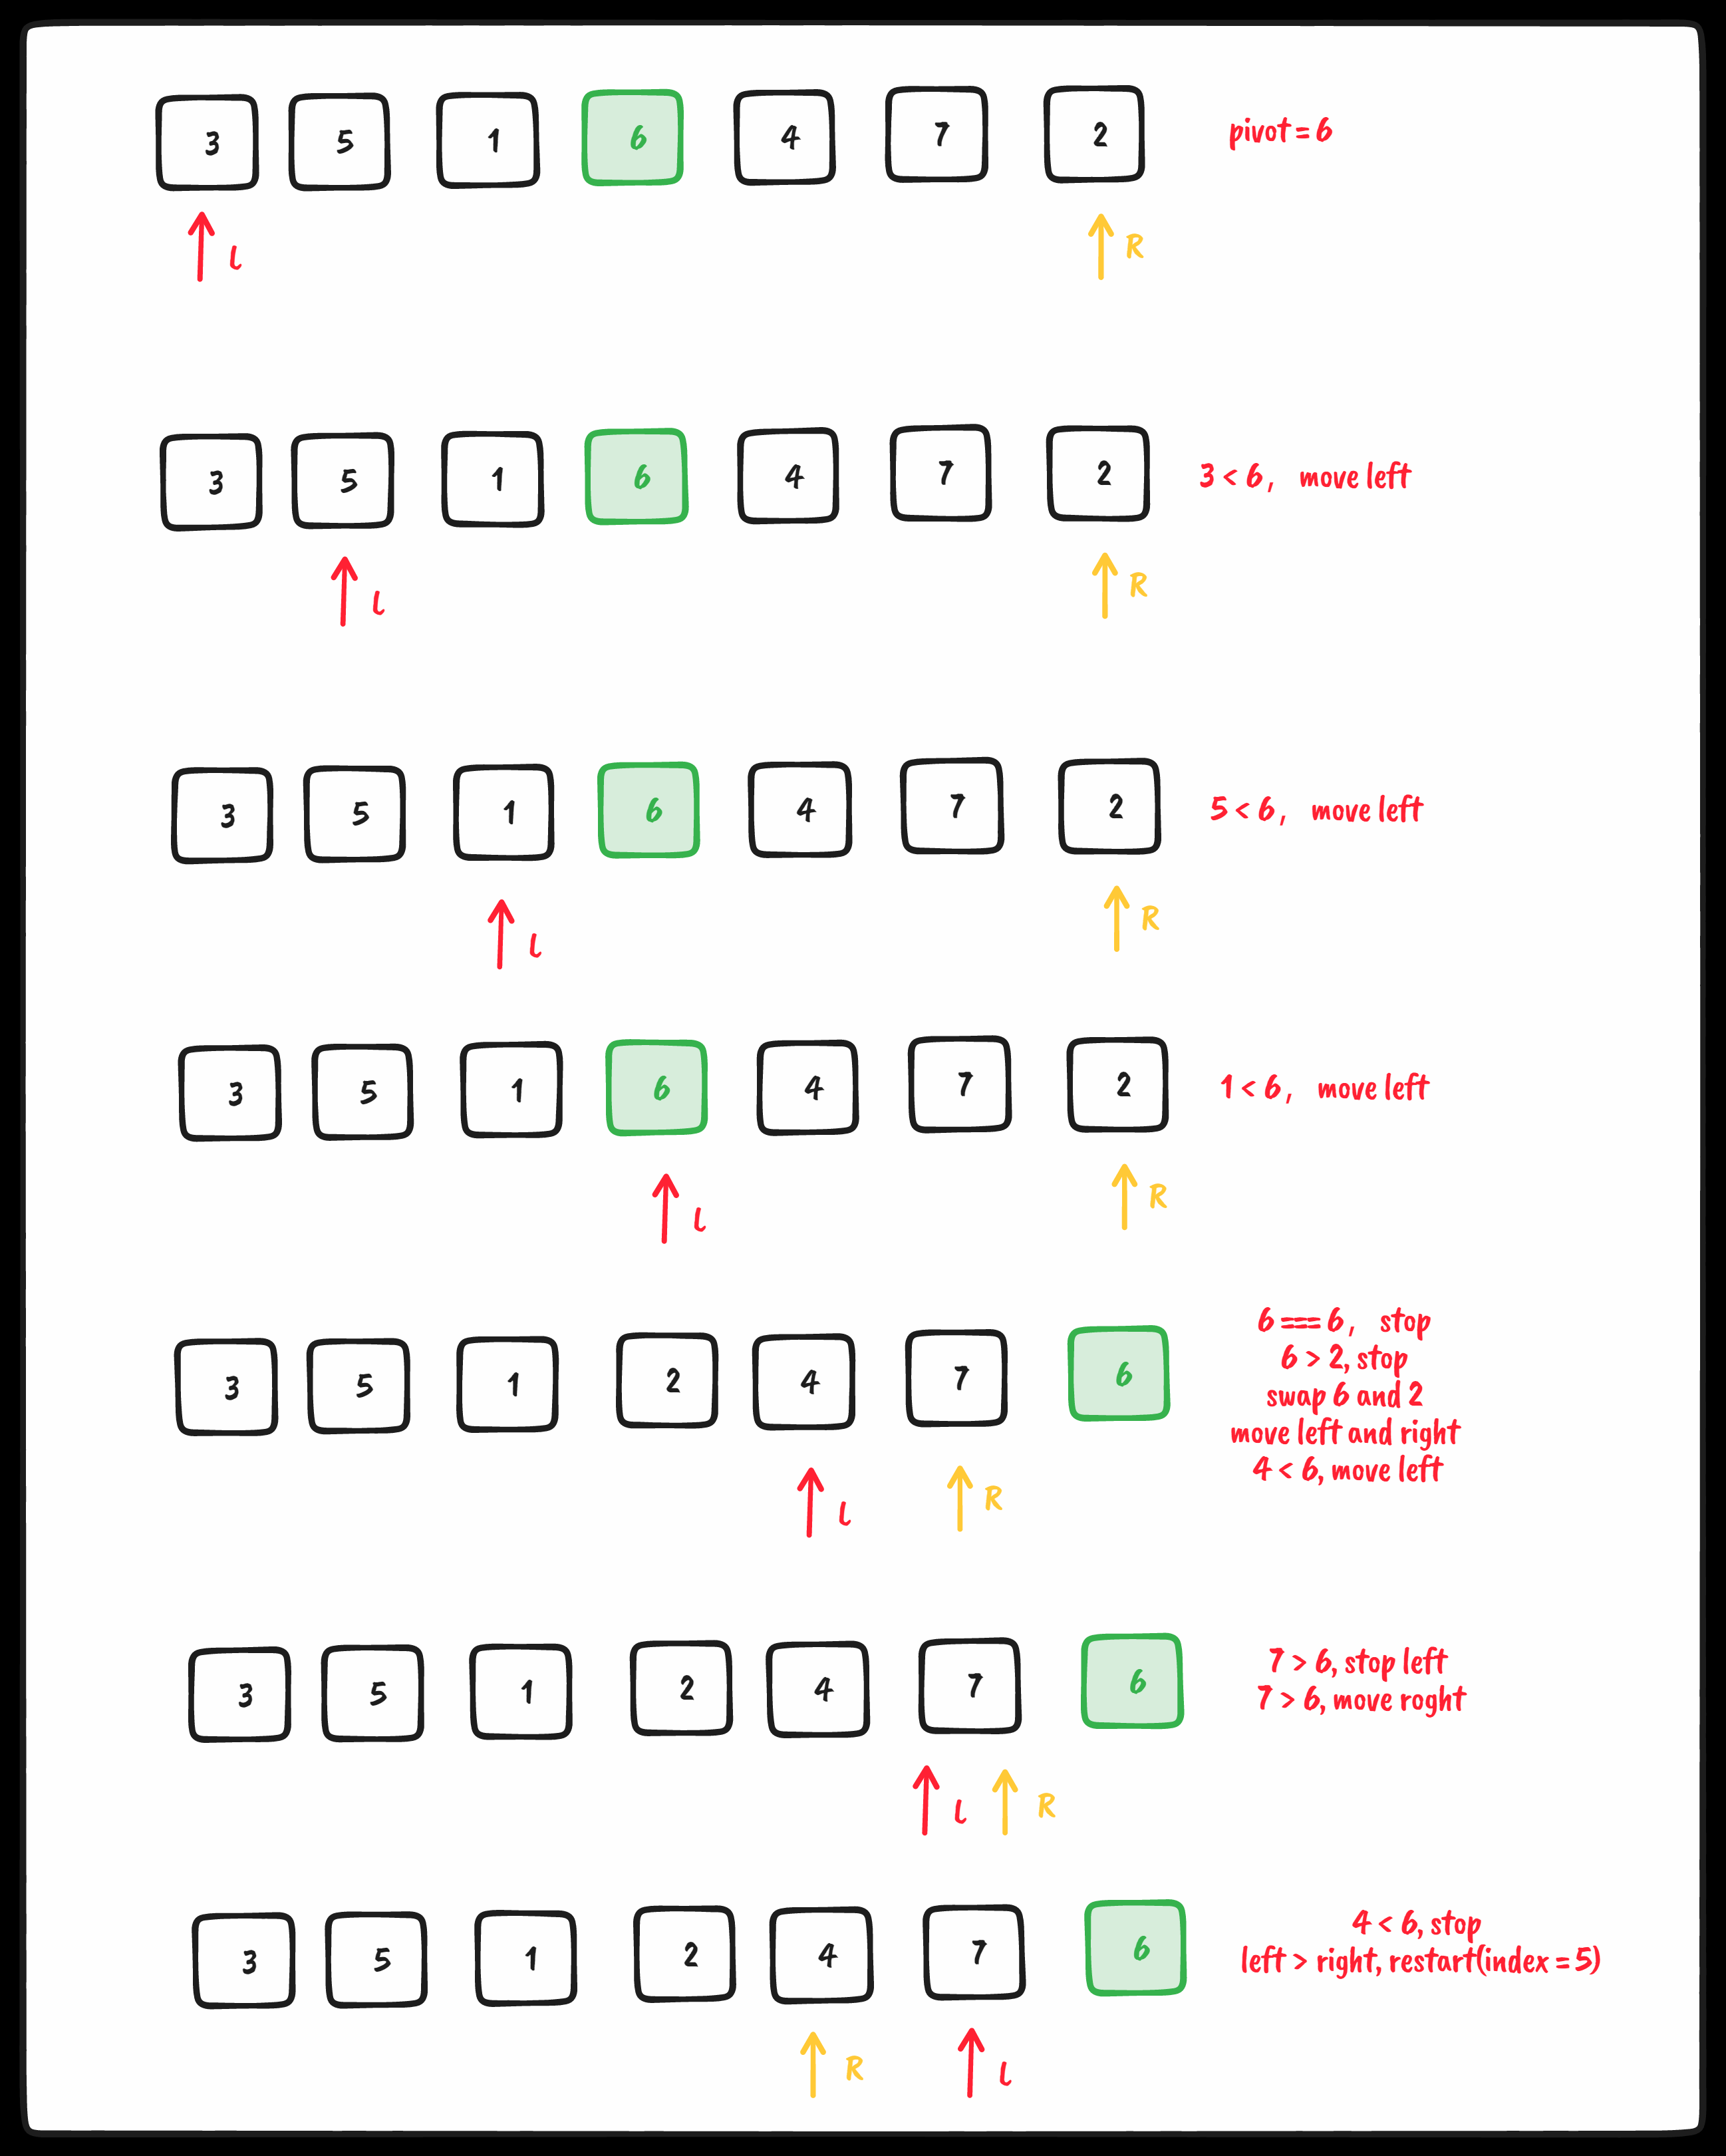 3 5 1 6 4 7 2 pivot = 6
L R
3 5 1 6 4 7 2 3 < 6, move left
L R
3 5 1 6 4 7 2 5 < 6, move left
L R
3 5 1 6 4 7 2 1 < 6, move left
L R
6 === 6, stop
6 > 2, stop
3 5 1 2 4 7 6 swap 6 and 2
move left and right
4 < 6, move left
L R
3 5 1 2 4 7 6 7 > 6, stop left
7 > 6, move roght
L R
4 < 6, stop
3 5 1 2 4 7 6 left > right, restart(index = 5)
R L